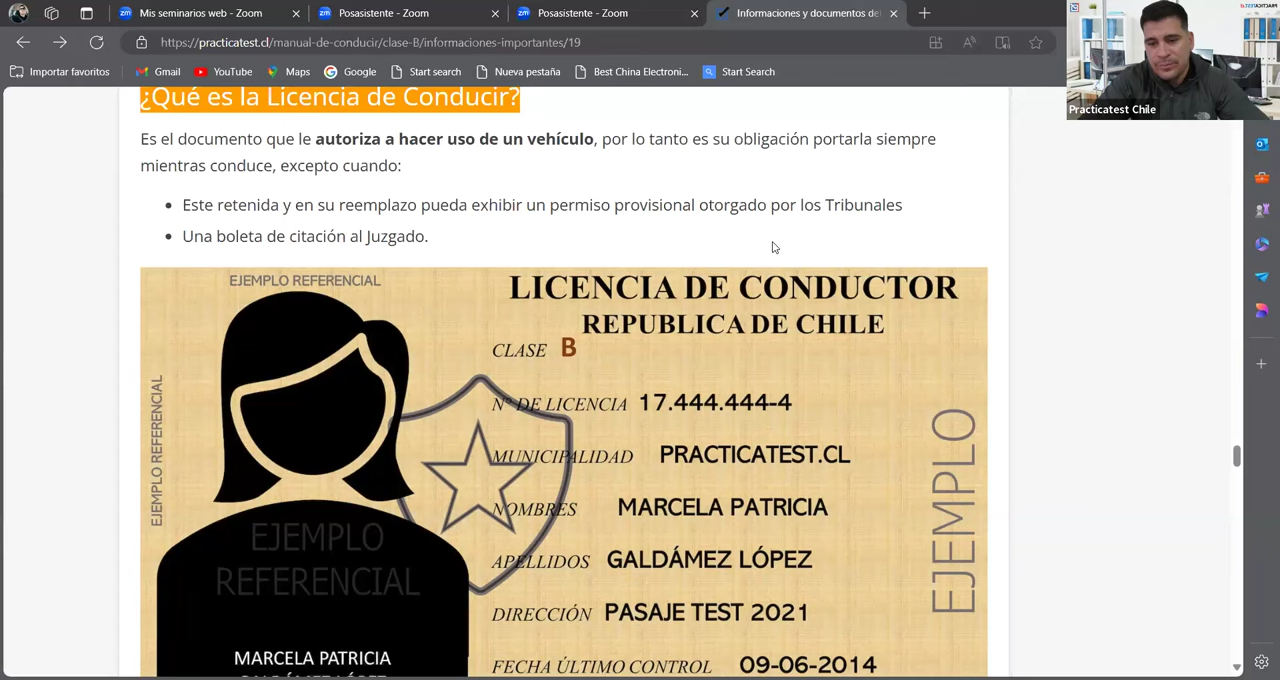 Mis seminarios web - Zoom
Posasistente - Zoom
Posasistente - Zoom
Informaciones y documentos de
https://practicatest.cl/manual-de-conducir/clase-B/informaciones-importantes/19
Importar favoritos
Gmail
YouTube
Maps
Google
Start search
Nueva pestaña
Best China Electroni...
Start Search
Practicatest Chile
¿Qué es la Licencia de Conducir?
Es el documento que le autoriza a hacer uso de un vehículo, por lo tanto es su obligación portarla siempre
mientras conduce, excepto cuando:
Este retenida y en su reemplazo pueda exhibir un permiso provisional otorgado por los Tribunales
Una boleta de citación al Juzgado.
EJEMPLO REFERENCIAL
EJEMPLO REFERENCIAL
EJEMPLO
REFERENCIAL
MARCELA PATRICIA
GALDÁMEZ LÓPEZ
LICENCIA DE CONDUCTOR
REPUBLICA DE CHILE
CLASE B
Nº DE LICENCIA 17.444.444-4
MUNICIPALIDAD PRACTICATEST.CL
NOMBRES MARCELA PATRICIA
APELLIDOS GALDÁMEZ LÓPEZ
DIRECCIÓN PASAJE TEST 2021
FECHA ÚLTIMO CONTROL 09-06-2014
EJEMPLO